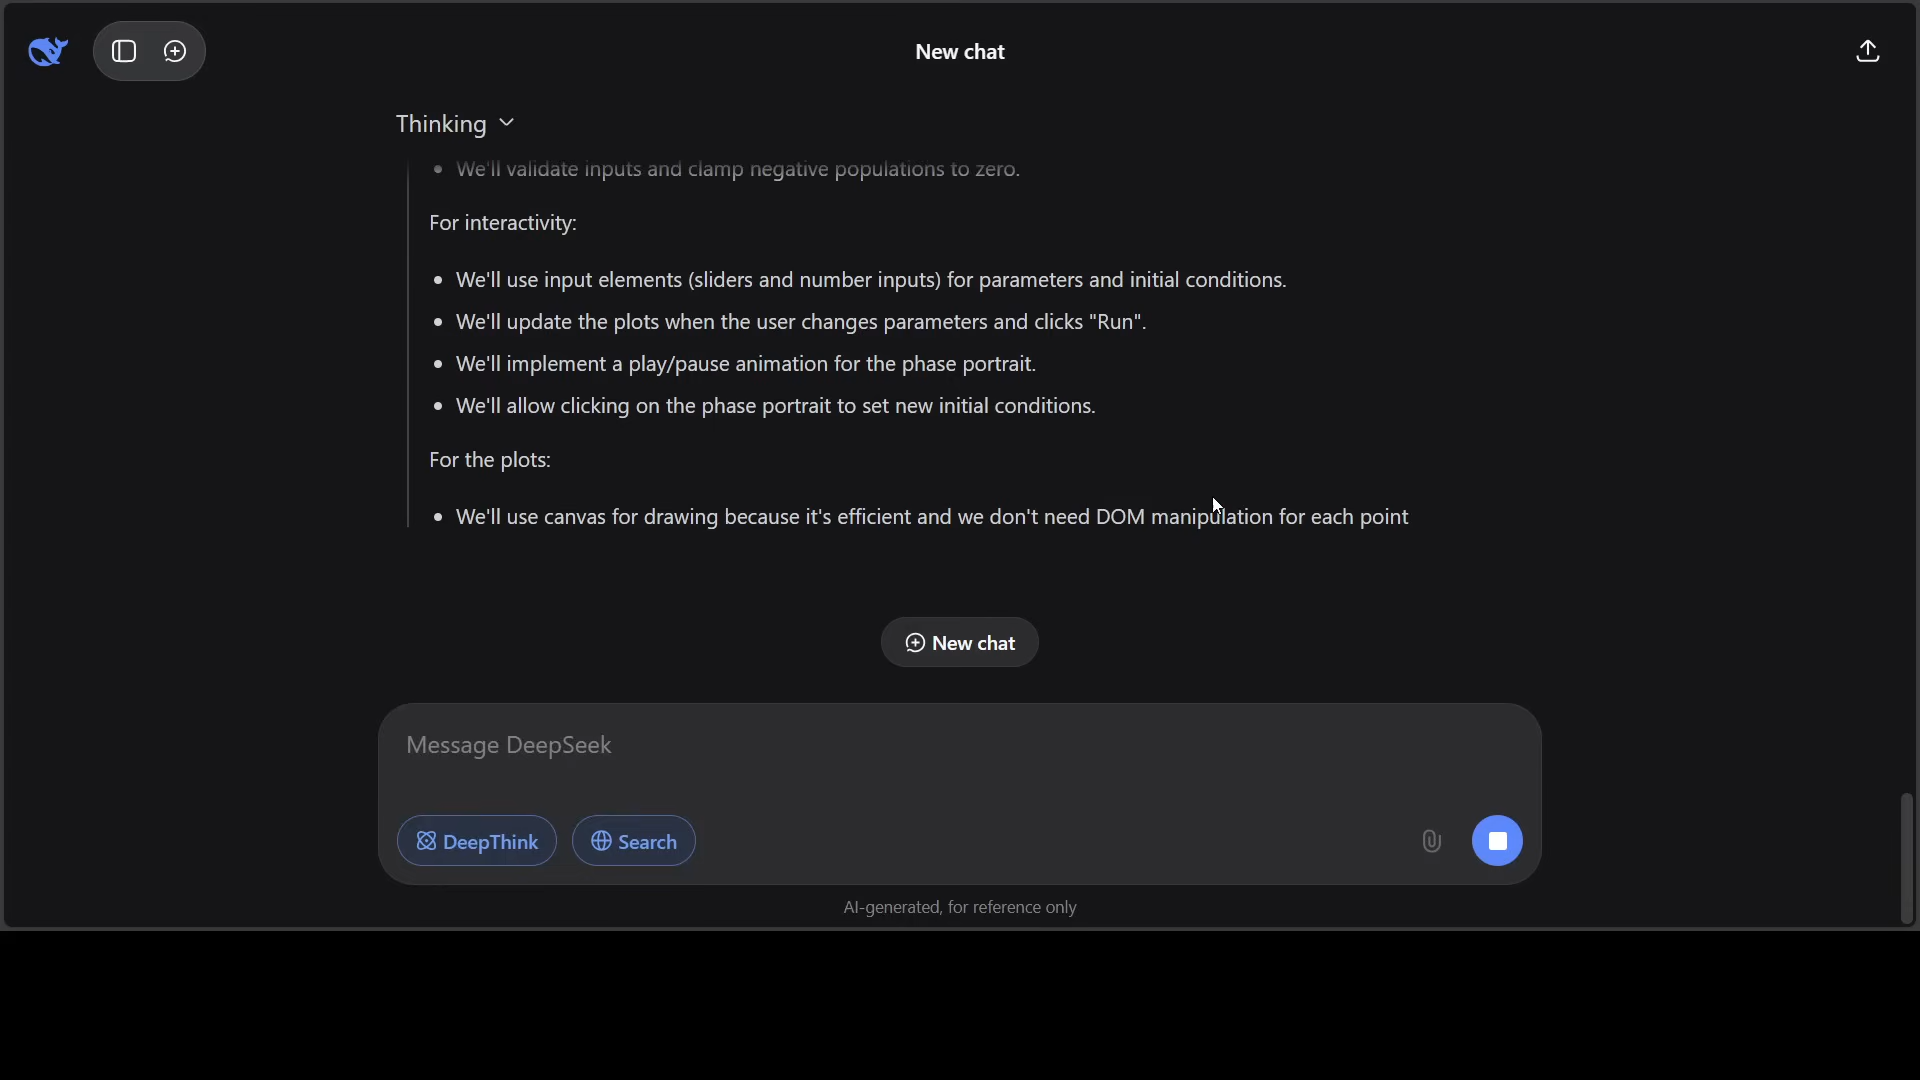 New chat
Thinking
• We'll validate inputs and clamp negative populations to zero.
For interactivity:
• We'll use input elements (sliders and number inputs) for parameters and initial conditions.
• We'll update the plots when the user changes parameters and clicks "Run".
• We'll implement a play/pause animation for the phase portrait.
• We'll allow clicking on the phase portrait to set new initial conditions.
For the plots:
• We'll use canvas for drawing because it's efficient and we don't need DOM manipulation for each point
New chat
Message DeepSeek
DeepThink Search
AI-generated, for reference only